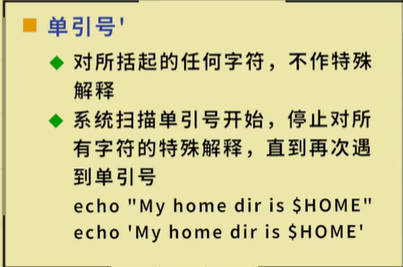 单引号'
对所括起的任何字符，不作特殊
解释
系统扫描单引号开始，停止对所
有字符的特殊解释，直到再次遇
到单引号
echo "My home dir is $HOME"
echo 'My home dir is $HOME'